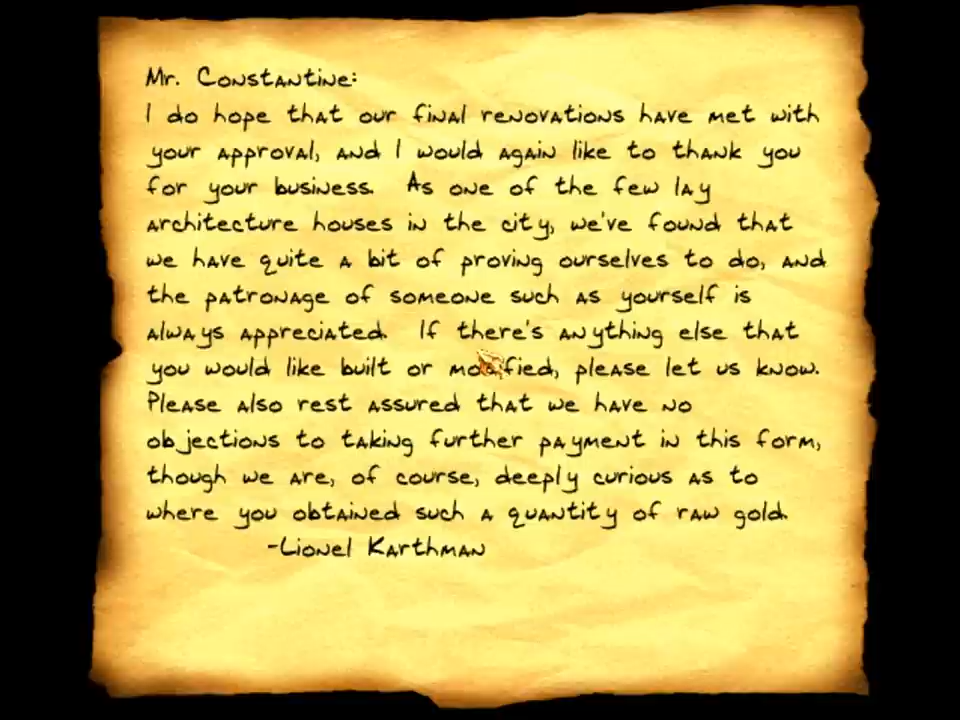 Mr. Constantine:
I do hope that our final renovations have met with
your approval, and I would again like to thank you
for your business. As one of the few lay
architecture houses in the city, we've found that
we have quite a bit of proving ourselves to do, and
the patronage of someone such as yourself is
always appreciated. If there's anything else that
you would like built or modified, please let us know.
Please also rest assured that we have no
objections to taking further payment in this form,
though we are, of course, deeply curious as to
where you obtained such a quantity of raw gold.
-Lionel Karthman